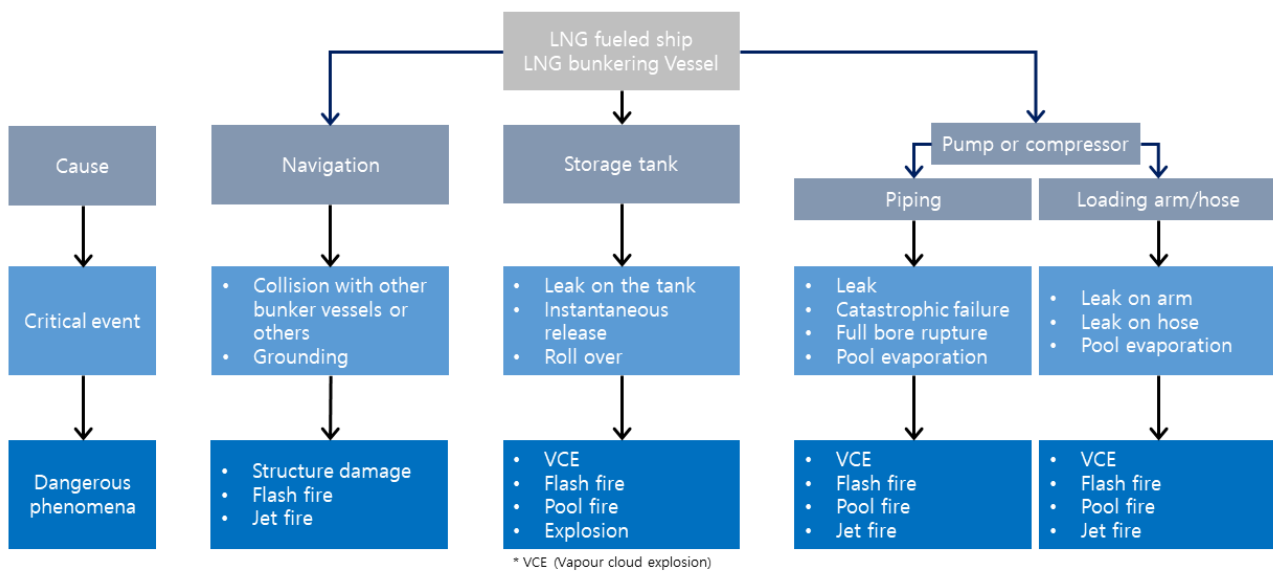 LNG fueled ship
LNG bunkering Vessel
Cause
Navigation
Storage tank
Pump or compressor
Piping
Loading arm/hose
Critical event
• Collision with other
bunker vessels or
others
• Grounding
• Leak on the tank
• Instantaneous
release
• Roll over
• Leak
• Catastrophic failure
• Full bore rupture
• Pool evaporation
• Leak on arm
• Leak on hose
• Pool evaporation
Dangerous
phenomena
• Structure damage
• Flash fire
• Jet fire
• VCE
• Flash fire
• Pool fire
• Explosion
• VCE
• Flash fire
• Pool fire
• Jet fire
• VCE
• Flash fire
• Pool fire
• Jet fire
* VCE (Vapour cloud explosion)